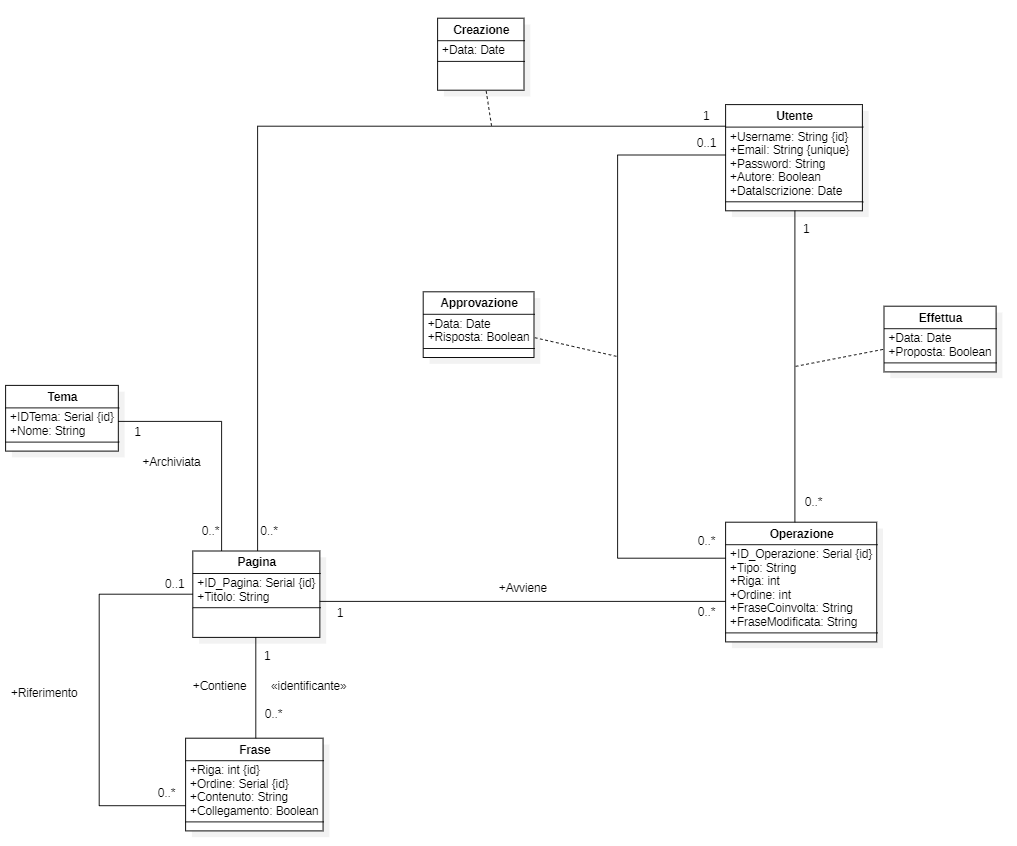 Creazione
+Data: Date
1
Utente
+Username: String {id}
+Email: String {unique}
+Password: String
+Autore: Boolean
+DataIscrizione: Date
0..1
1
Approvazione
+Data: Date
+Risposta: Boolean
Effettua
+Data: Date
+Proposta: Boolean
Tema
+IDTema: Serial {id}
+Nome: String
1
+Archiviata
0..*
0..*
0..*
0..*
Pagina
+ID_Pagina: Serial {id}
+Titolo: String
0..1
1
+Avviene
0..*
Operazione
+ID_Operazione: Serial {id}
+Tipo: String
+Riga: int
+Ordine: int
+FraseCoinvolta: String
+FraseModificata: String
1
+Contiene
«identificante»
+Riferimento
0..*
0..*
Frase
+Riga: int {id}
+Ordine: Serial {id}
+Contenuto: String
+Collegamento: Boolean